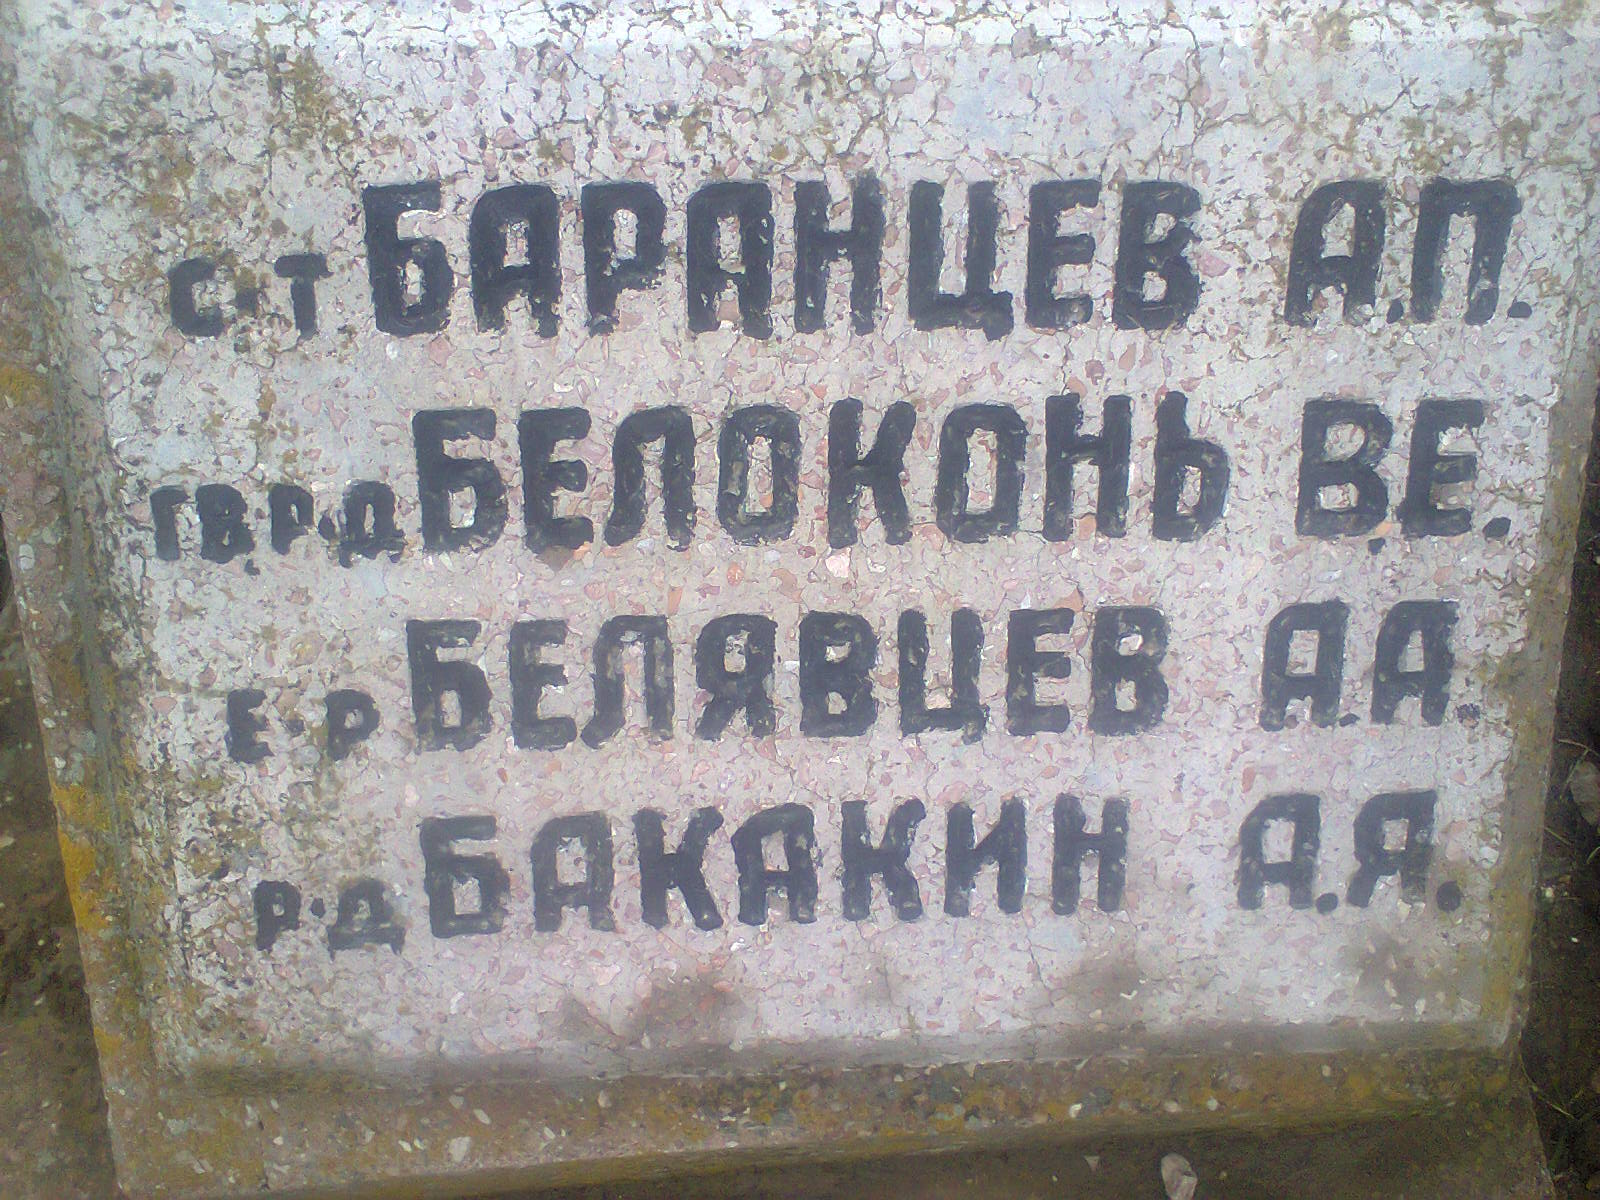 С-Т БАРАНЦЕВ А.П.
ГВ.Р-Д БЕЛОКОНЬ В.Е.
Е-Р БЕЛЯВЦЕВ А.А.
Р-Д БАКАКИН А.Я.